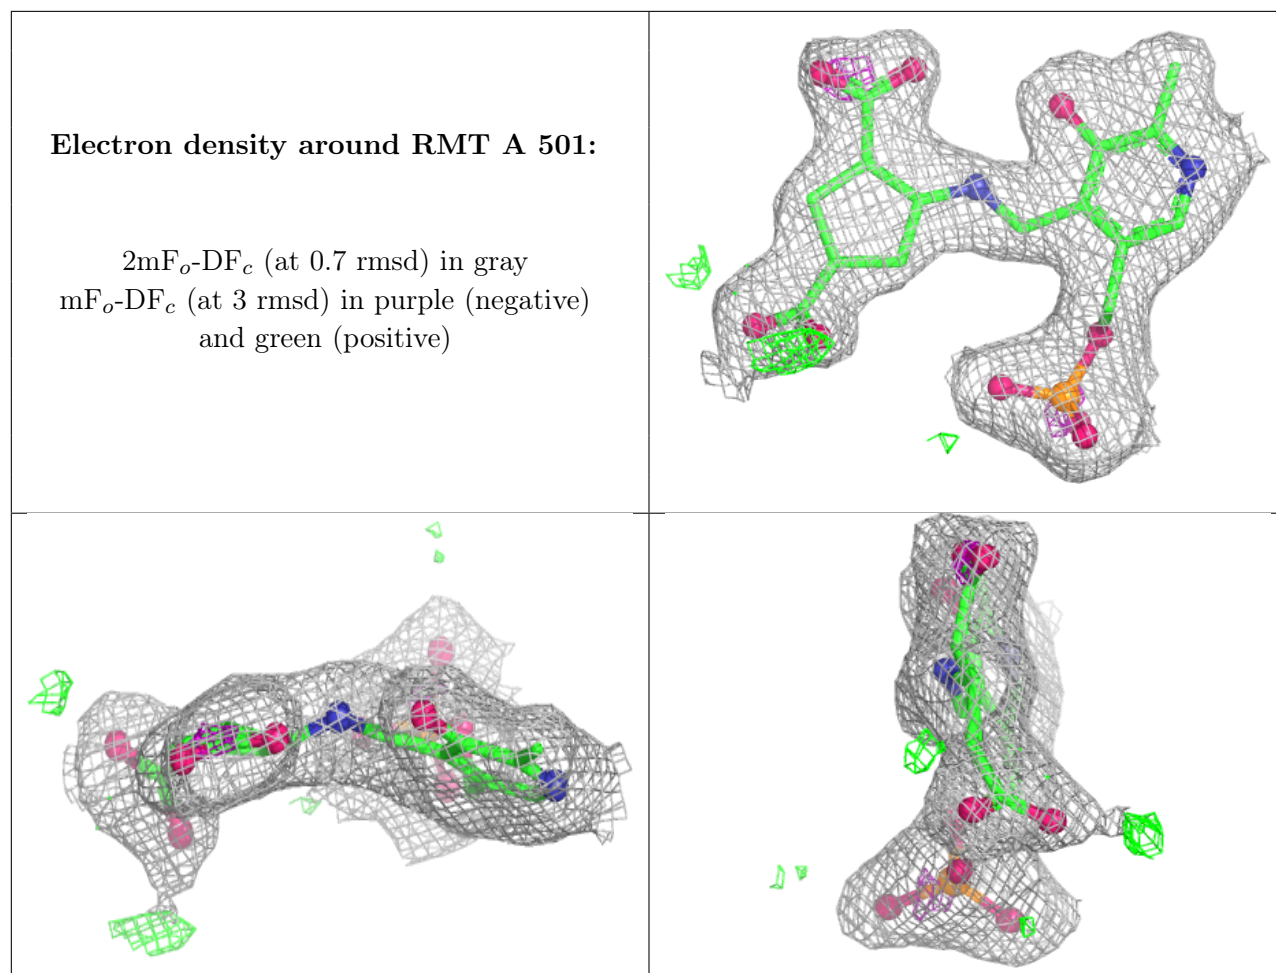 Electron density around RMT A 501:
2mFo-DFc (at 0.7 rmsd) in gray
mFo-DFc (at 3 rmsd) in purple (negative)
and green (positive)